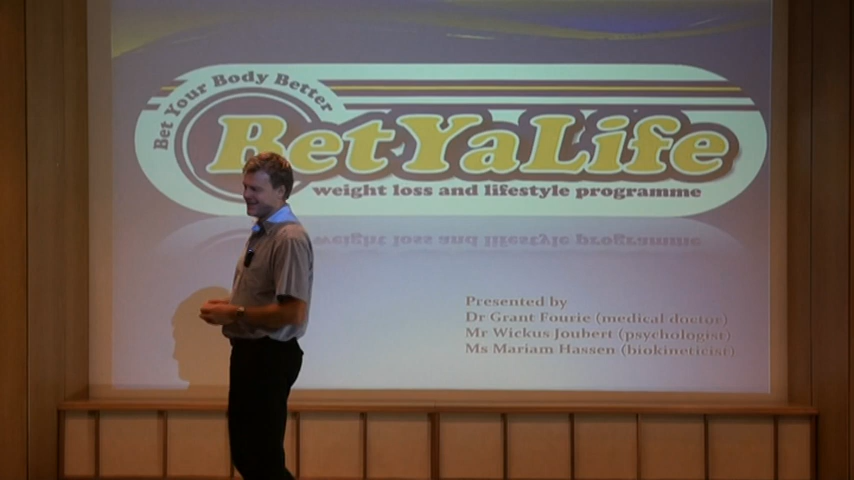 Bet Your Body Better
BetYaLife
weight loss and lifestyle programme
Presented by
Dr Grant Fourie (medical doctor)
Mr Wickus Joubert (psychologist)
Ms Mariam Hassen (biokineticist)